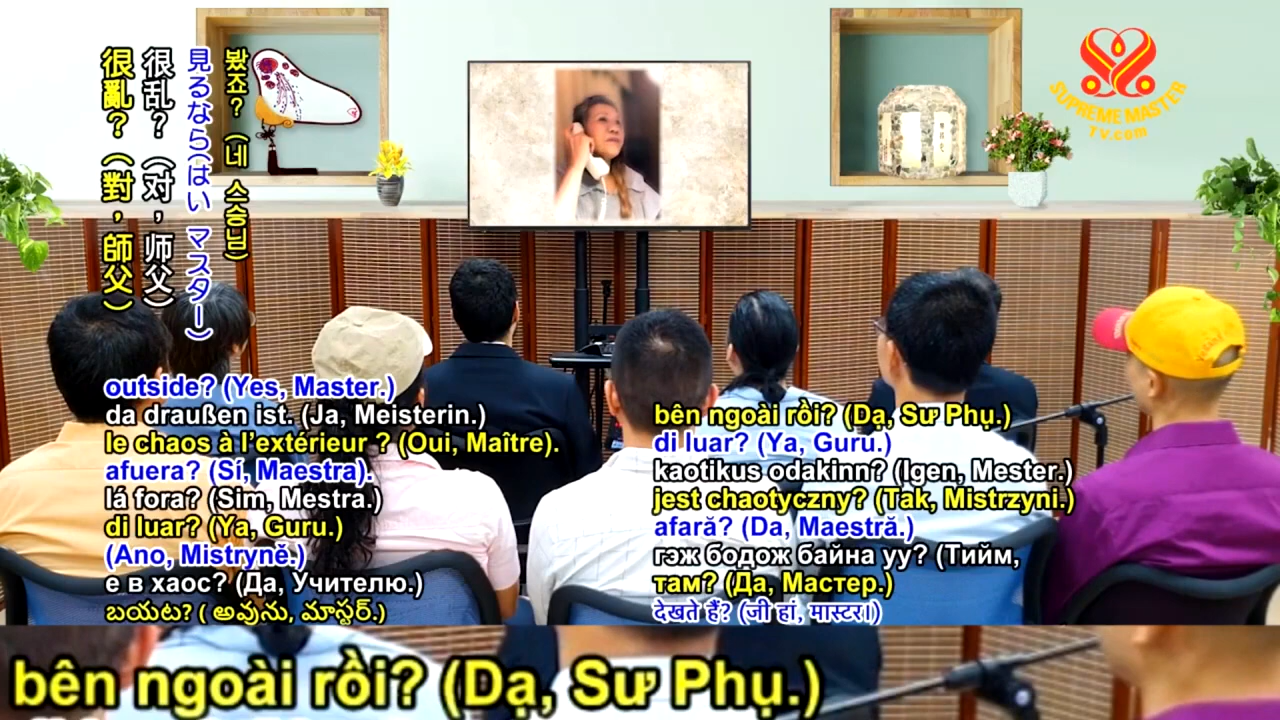 很亂？（對，師父）
很乱？（对，师父）
見るなら(はい マスター)
봤죠? (네 스승님)
SUPREME MASTER
TV.com
outside? (Yes, Master.)
da draußen ist. (Ja, Meisterin.)
le chaos à l’extérieur ? (Oui, Maître).
afuera? (Sí, Maestra).
lá fora? (Sim, Mestra.)
di luar? (Ya, Guru.)
(Ano, Mistryně.)
е в хаос? (Да, Учителю.)
బయట? ( అవును, మాస్టర్.)
bên ngoài rồi? (Dạ, Sư Phụ.)
di luar? (Ya, Guru.)
kaotikus odakinn? (Igen, Mester.)
jest chaotyczny? (Tak, Mistrzyni.)
afară? (Da, Maestră.)
гэж бодож байна уу? (Тийм,
там? (Да, Мастер.)
देखते हैं? (जी हां, मास्टर।)
bên ngoài rồi? (Dạ, Sư Phụ.)